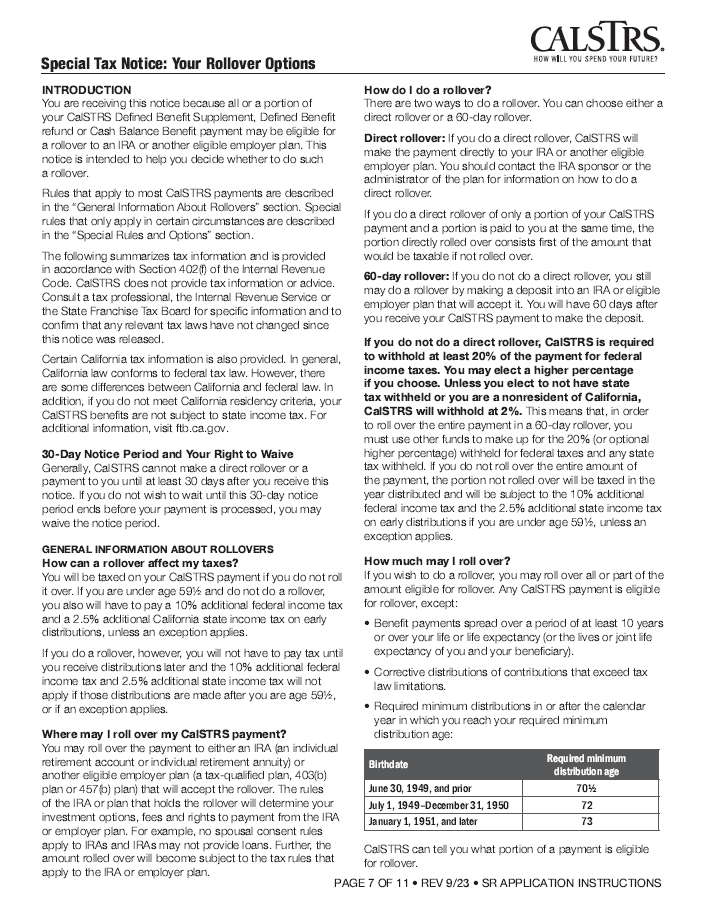 CALSTRS®
HOW WILL YOU SPEND YOUR FUTURE?
Special Tax Notice: Your Rollover Options
INTRODUCTION
You are receiving this notice because all or a portion of
your CalSTRS Defined Benefit Supplement, Defined Benefit
refund or Cash Balance Benefit payment may be eligible for
a rollover to an IRA or another eligible employer plan. This
notice is intended to help you decide whether to do such
a rollover.
Rules that apply to most CalSTRS payments are described
in the “General Information About Rollovers” section. Special
rules that only apply in certain circumstances are described
in the “Special Rules and Options” section.
The following summarizes tax information and is provided
in accordance with Section 402(f) of the Internal Revenue
Code. CalSTRS does not provide tax information or advice.
Consult a tax professional, the Internal Revenue Service or
the State Franchise Tax Board for specific information and to
confirm that any relevant tax laws have not changed since
this notice was released.
Certain California tax information is also provided. In general,
California law conforms to federal tax law. However, there
are some differences between California and federal law. In
addition, if you do not meet California residency criteria, your
CalSTRS benefits are not subject to state income tax. For
additional information, visit ftb.ca.gov.
30-Day Notice Period and Your Right to Waive
Generally, CalSTRS cannot make a direct rollover or a
payment to you until at least 30 days after you receive this
notice. If you do not wish to wait until this 30-day notice
period ends before your payment is processed, you may
waive the notice period.
GENERAL INFORMATION ABOUT ROLLOVERS
How can a rollover affect my taxes?
You will be taxed on your CalSTRS payment if you do not roll
it over. If you are under age 59½ and do not do a rollover,
you also will have to pay a 10% additional federal income tax
and a 2.5% additional California state income tax on early
distributions, unless an exception applies.
If you do a rollover, however, you will not have to pay tax until
you receive distributions later and the 10% additional federal
income tax and 2.5% additional state income tax will not
apply if those distributions are made after you are age 59½,
or if an exception applies.
Where may I roll over my CalSTRS payment?
You may roll over the payment to either an IRA (an individual
retirement account or individual retirement annuity) or
another eligible employer plan (a tax-qualified plan, 403(b)
plan or 457(b) plan) that will accept the rollover. The rules
of the IRA or plan that holds the rollover will determine your
investment options, fees and rights to payment from the IRA
or employer plan. For example, no spousal consent rules
apply to IRAs and IRAs may not provide loans. Further, the
amount rolled over will become subject to the tax rules that
apply to the IRA or employer plan.
How do I do a rollover?
There are two ways to do a rollover. You can choose either a
direct rollover or a 60-day rollover.
Direct rollover: If you do a direct rollover, CalSTRS will
make the payment directly to your IRA or another eligible
employer plan. You should contact the IRA sponsor or the
administrator of the plan for information on how to do a
direct rollover.
If you do a direct rollover of only a portion of your CalSTRS
payment and a portion is paid to you at the same time, the
portion directly rolled over consists first of the amount that
would be taxable if not rolled over.
60-day rollover: If you do not do a direct rollover, you still
may do a rollover by making a deposit into an IRA or eligible
employer plan that will accept it. You will have 60 days after
you receive your CalSTRS payment to make the deposit.
If you do not do a direct rollover, CalSTRS is required
to withhold at least 20% of the payment for federal
income taxes. You may elect a higher percentage
if you choose. Unless you elect to not have state
tax withheld or you are a nonresident of California,
CalSTRS will withhold at 2%. This means that, in order
to roll over the entire payment in a 60-day rollover, you
must use other funds to make up for the 20% (or optional
higher percentage) withheld for federal taxes and any state
tax withheld. If you do not roll over the entire amount of
the payment, the portion not rolled over will be taxed in the
year distributed and will be subject to the 10% additional
federal income tax and the 2.5% additional state income tax
on early distributions if you are under age 59½, unless an
exception applies.
How much may I roll over?
If you wish to do a rollover, you may roll over all or part of the
amount eligible for rollover. Any CalSTRS payment is eligible
for rollover, except:
• Benefit payments spread over a period of at least 10 years
or over your life or life expectancy (or the lives or joint life
expectancy of you and your beneficiary).
• Corrective distributions of contributions that exceed tax
law limitations.
• Required minimum distributions in or after the calendar
year in which you reach your required minimum
distribution age:
Birthdate Required minimum
distribution age
June 30, 1949, and prior 70½
July 1, 1949–December 31, 1950 72
January 1, 1951, and later 73
CalSTRS can tell you what portion of a payment is eligible
for rollover.
PAGE 7 OF 11 • REV 9/23 • SR APPLICATION INSTRUCTIONS